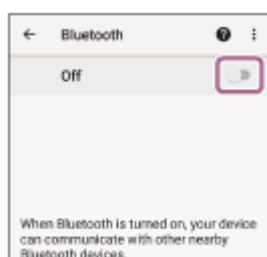 Bluetooth
Off
When Bluetooth is turned on, your device
can communicate with other nearby
Bluetooth devices.